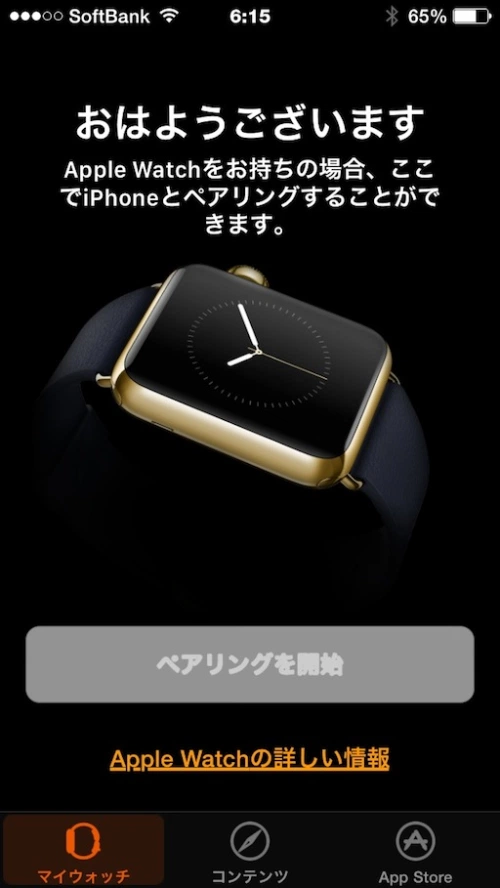 SoftBank 6:15 65%
おはようございます
Apple Watchをお持ちの場合、ここ
でiPhoneとペアリングすることがで
きます。
ペアリングを開始
Apple Watchの詳しい情報
マイウォッチ コンテンツ App Store